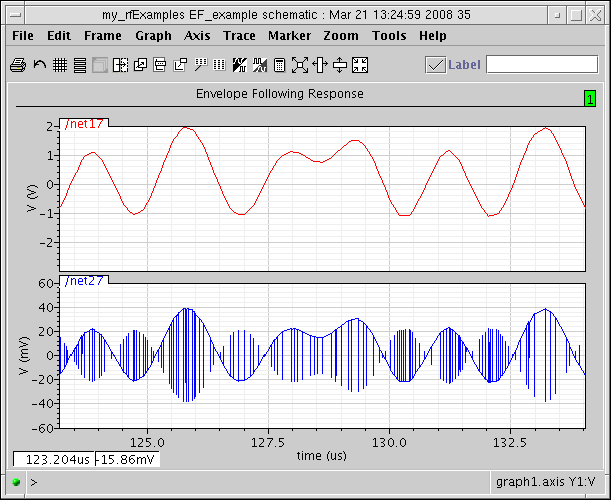 my_rfExamples EF_example schematic : Mar 21 13:24:59 2008 35
File Edit Frame Graph Axis Trace Marker Zoom Tools Help
Label
Envelope Following Response
1
/net17
2
1
0
-1
-2
V (V)
/net27
60
40
20
0
-20
-40
-60
V (mV)
125.0 127.5 130.0 132.5
time (us)
123.204us -15.86mV
> graph1.axis Y1:V